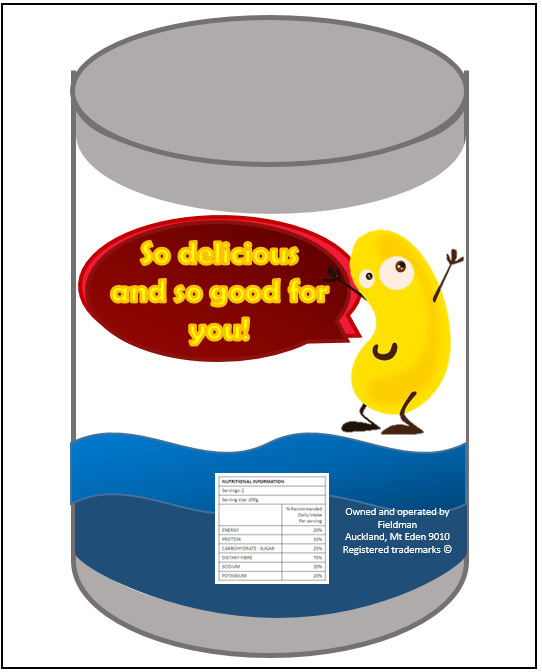 So delicious
and so good for
you!
NUTRITIONAL INFORMATION
Servings: 2
Serving size: 200g
% Recommended
Daily Intake
Per serving
ENERGY 20%
PROTEIN 10%
CARBOHYDRATE - SUGAR 25%
DIETARY FIBRE 75%
SODIUM 10%
POTASSIUM 20%
Owned and operated by
Fieldman
Auckland, Mt Eden 9010
Registered trademarks ©